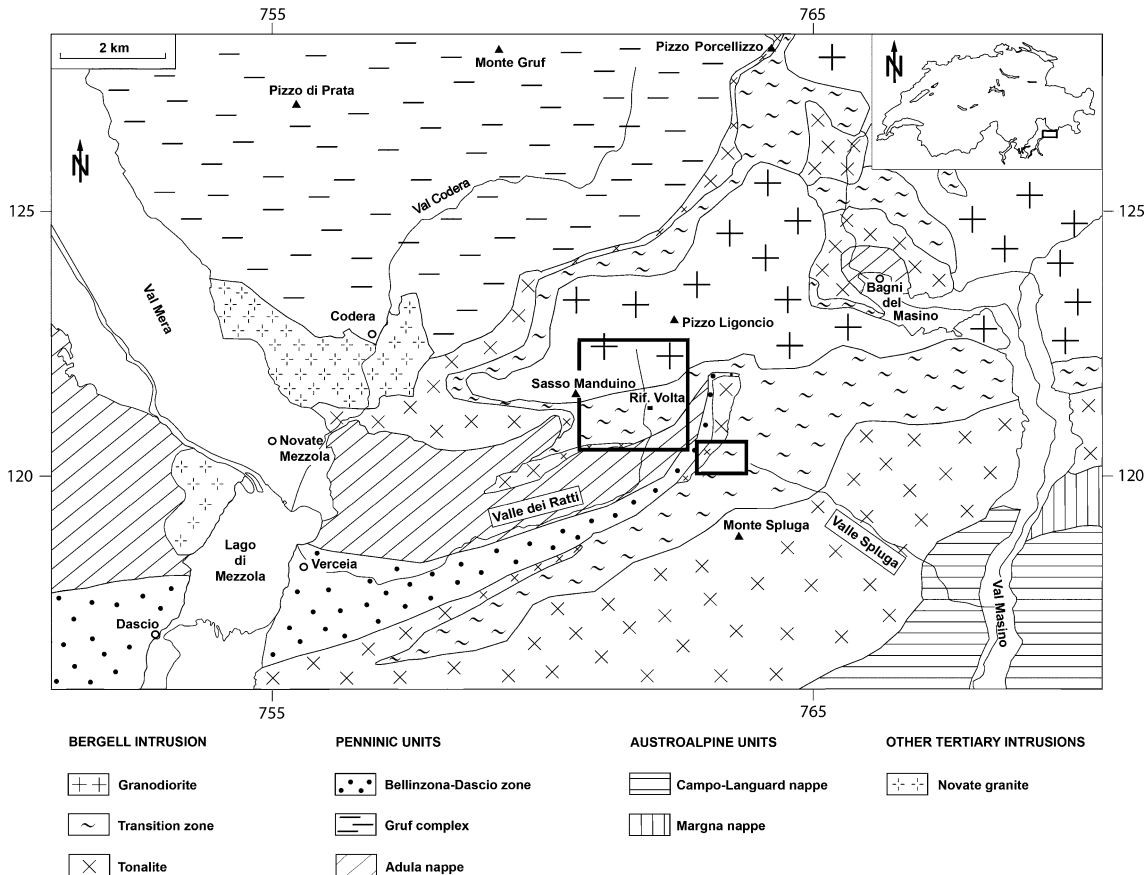 755
765
2 km
Pizzo Porcellizzo
Monte Gruf
Pizzo di Prata
N
N
Val Codera
125
125
Val Mera
Bagni
del
Masino
Codera
Pizzo Ligoncio
Sasso Manduino
Rif. Volta
Novate
Mezzola
120
120
Valle dei Ratti
Monte Spluga
Valle Spluga
Lago
di
Mezzola
Verceia
Val Masino
Dascio
755
765
BERGELL INTRUSION
PENNINIC UNITS
AUSTROALPINE UNITS
OTHER TERTIARY INTRUSIONS
Granodiorite
Bellinzona-Dascio zone
Campo-Languard nappe
Novate granite
Transition zone
Gruf complex
Margna nappe
Tonalite
Adula nappe